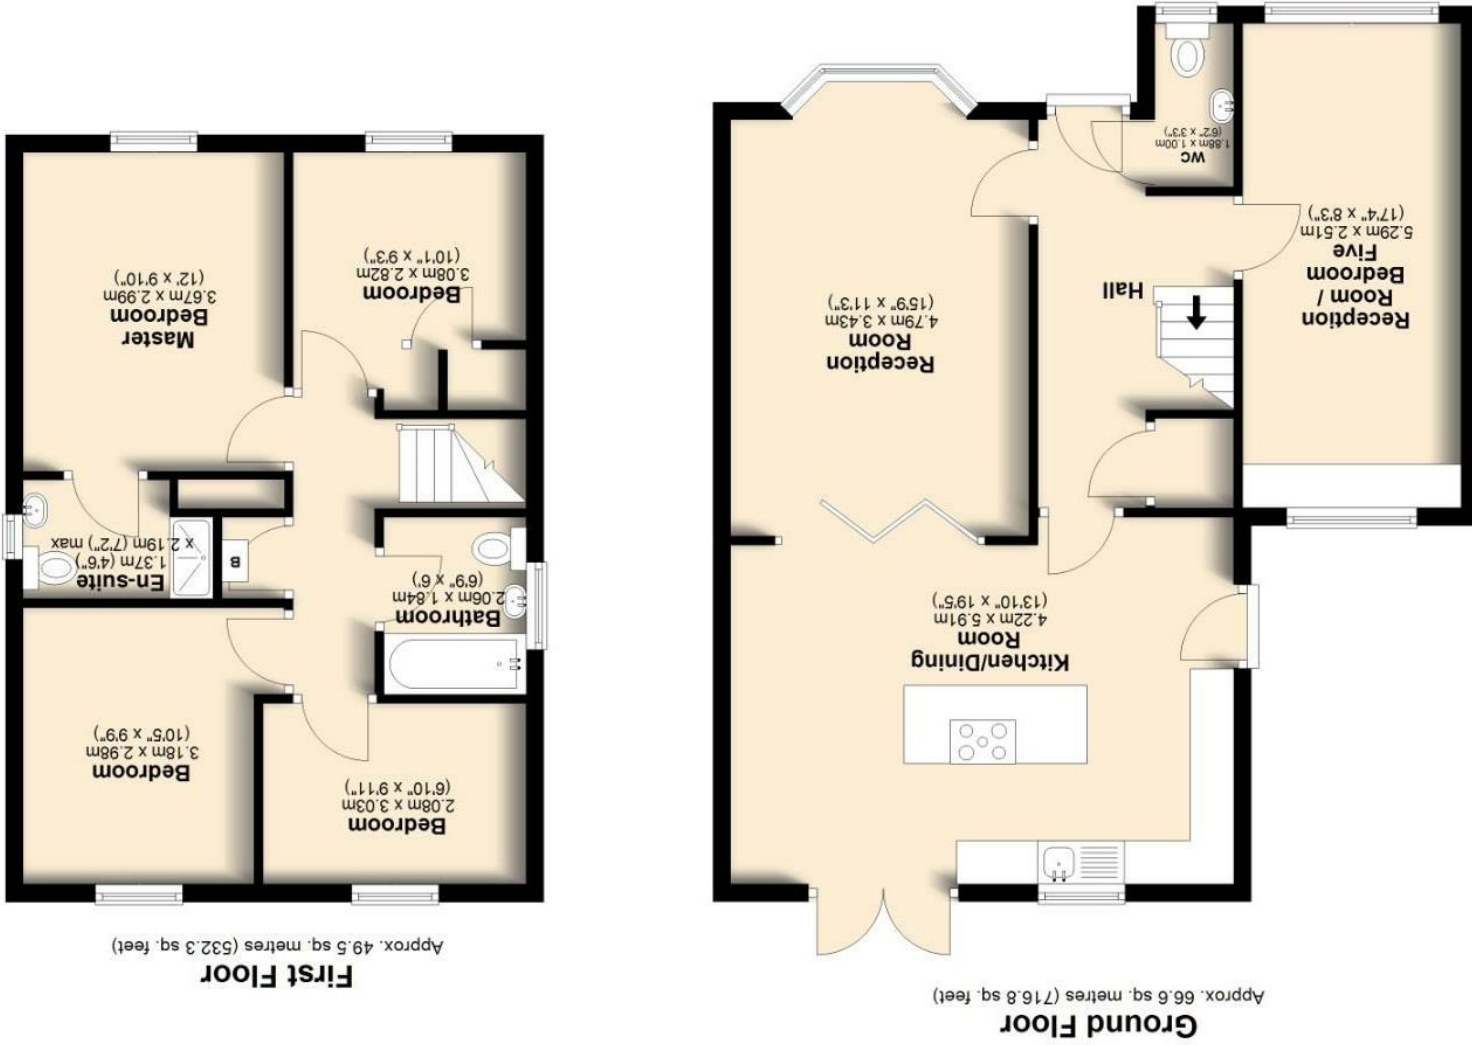 Ground Floor
Approx. 66.6 sq. metres (716.8 sq. feet)
Kitchen/Dining
Room
4.22m x 5.91m
(13'10" x 19'5")
Reception
Room
4.79m x 3.43m
(15'9" x 11'3")
Hall
Reception
Room /
Bedroom
Five
5.29m x 2.51m
(17'4" x 8'3")
WC
1.88m x 1.00m
(6'2" x 3'3")
First Floor
Approx. 49.5 sq. metres (532.3 sq. feet)
Bedroom
2.08m x 3.03m
(6'10" x 9'11")
Bedroom
3.18m x 2.98m
(10'5" x 9'9")
Bathroom
2.06m x 1.84m
(6'9" x 6')
En-suite
1.37m (4'6")
x 2.19m (7'2") max
B
Master
Bedroom
3.67m x 2.99m
(12' x 9'10")
Bedroom
3.08m x 2.82m
(10'1" x 9'3")